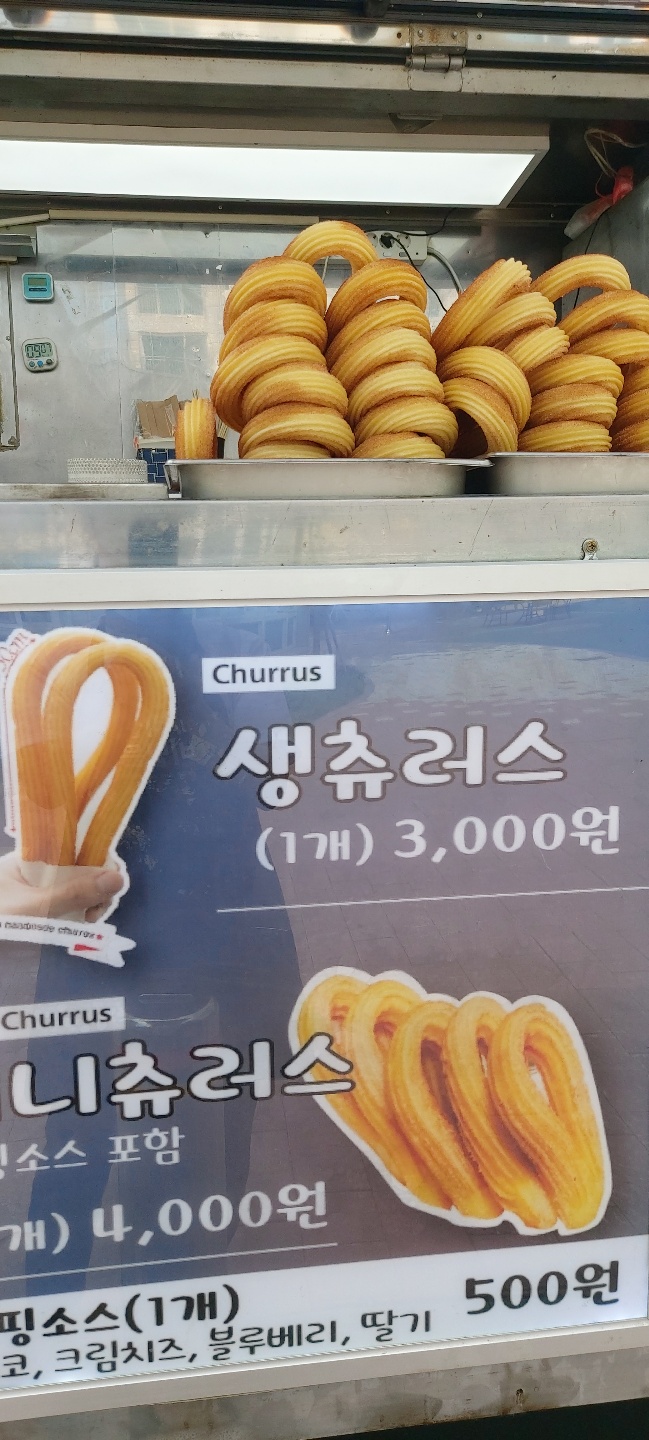 Churrus
생츄러스
(1개) 3,000원
handmade churox
Churrus
니츄러스
소스 포함
개) 4,000원
핑소스(1개) 500원
코, 크림치즈, 블루베리, 딸기